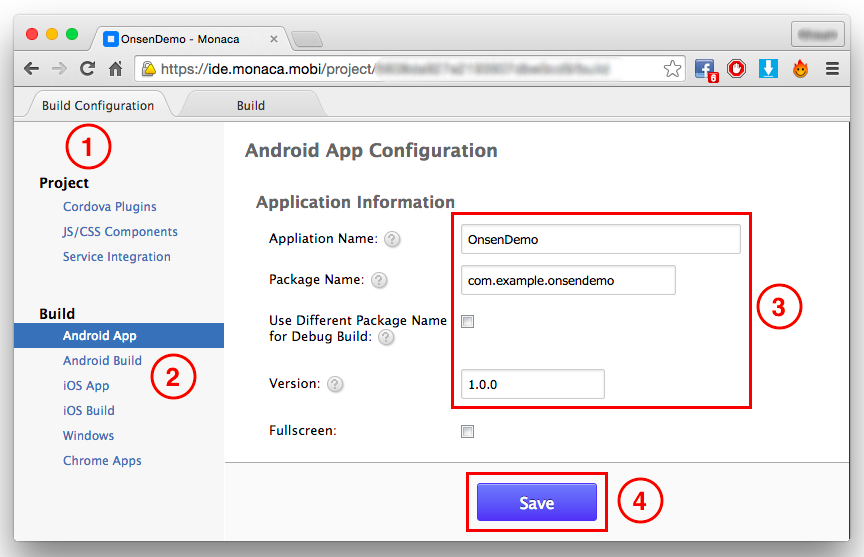 OnsenDemo - Monaca
https://ide.monaca.mobi/project/
6
Build Configuration
Build
1
Project
Cordova Plugins
JS/CSS Components
Service Integration
Build
Android App
Android Build
2
iOS App
iOS Build
Windows
Chrome Apps
Android App Configuration
Application Information
Appliation Name: ?
OnsenDemo
Package Name: ?
com.example.onsendemo
3
Use Different Package Name
for Debug Build: ?
Version: ?
1.0.0
Fullscreen:
Save
4